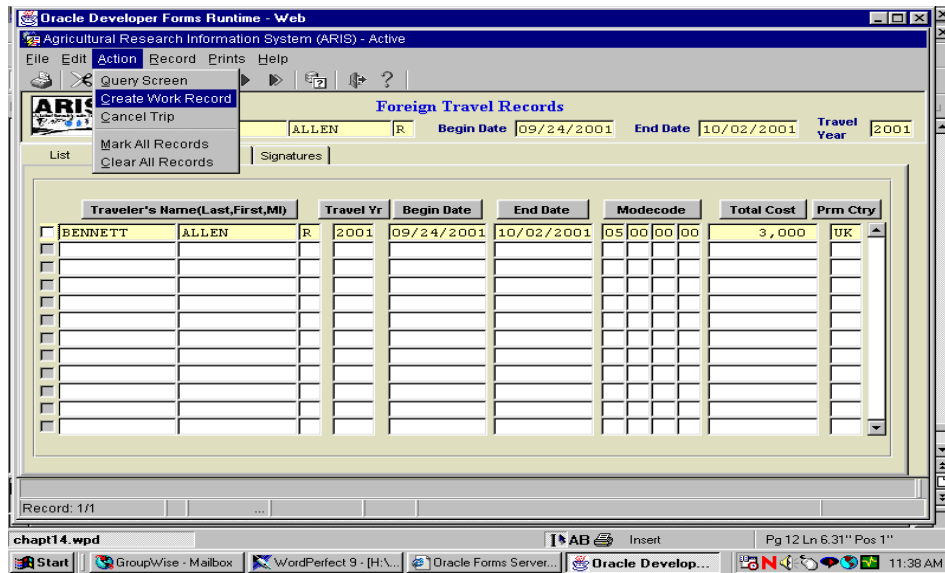 Oracle Developer Forms Runtime - Web
Agricultural Research Information System (ARIS) - Active
File Edit Action Record Prints Help
Query Screen
Create Work Record
Cancel Trip
Mark All Records
Clear All Records
ARIS
Foreign Travel Records
ALLEN R Begin Date 09/24/2001 End Date 10/02/2001 Travel Year 2001
List Signatures
Traveler's Name(Last,First,MI) Travel Yr Begin Date End Date Modecode Total Cost Prm Ctry
BENNETT ALLEN R 2001 09/24/2001 10/02/2001 05 00 00 00 3,000 UK
Record: 1/1 ...
chapt14.wpd AB Insert Pg 12 Ln 6.31" Pos 1"
Start GroupWise - Mailbox WordPerfect 9 - [H:\... Oracle Forms Server... Oracle Develop... N 11:38 AM